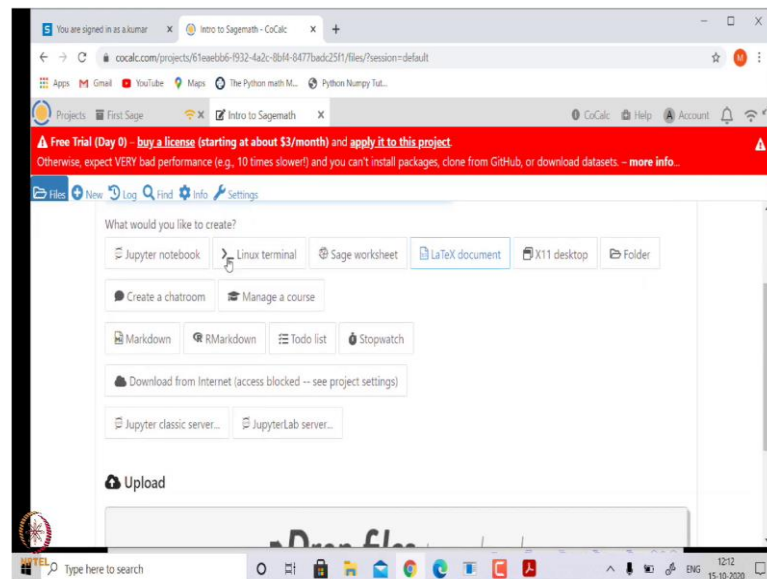 You are signed in as a.kumar
Intro to Sagemath - CoCalc
cocalc.com/projects/61eaebb6-f932-4a2c-8bf4-8477badc25f1/files/?session=default
M
Apps Gmail YouTube Maps The Python math M... Python Numpy Tut...
Projects First Sage Intro to Sagemath CoCalc Help Account
Free Trial (Day 0) – buy a license (starting at about $3/month) and apply it to this project.
Otherwise, expect VERY bad performance (e.g., 10 times slower!) and you can't install packages, clone from GitHub, or download datasets. – more info...
Files New Log Find Info Settings
What would you like to create?
Jupyter notebook Linux terminal Sage worksheet LaTeX document X11 desktop Folder
Create a chatroom Manage a course
Markdown RMarkdown Todo list Stopwatch
Download from Internet (access blocked -- see project settings)
Jupyter classic server... JupyterLab server...
Upload
Drop files
NPTEL
Type here to search
ENG
12:12
15-10-2020